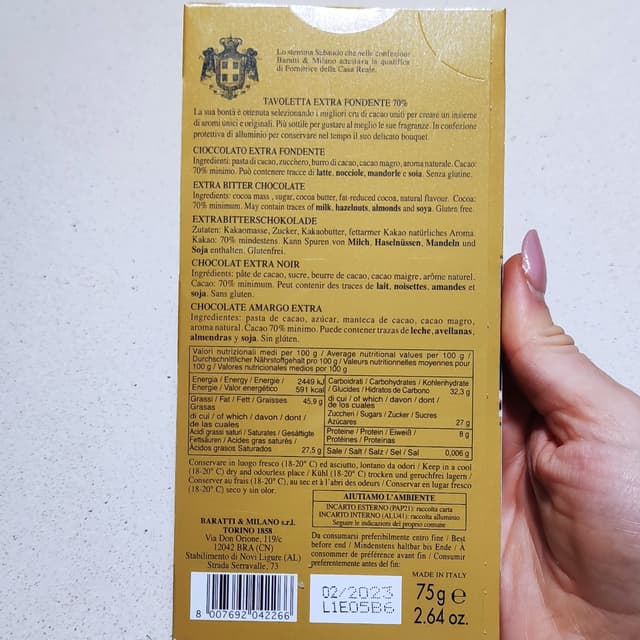 Lo stemma Sabaudo che nelle confezioni
Baratti & Milano attestava la qualifica
di Fornitrice della Casa Reale.
TAVOLETTA EXTRA FONDENTE 70%
La sua bontà è ottenuta selezionando i migliori cru di cacao uniti per creare un insieme
di aromi unici e originali. Più sottile per gustare al meglio le sue fragranze. In confezione
protettiva di alluminio per conservare nel tempo il suo delicato bouquet.
CIOCCOLATO EXTRA FONDENTE
Ingredienti: pasta di cacao, zucchero, burro di cacao, cacao magro, aroma naturale. Cacao:
70% minimo. Può contenere tracce di latte, nocciole, mandorle e soia. Senza glutine.
EXTRA BITTER CHOCOLATE
Ingredients: cocoa mass , sugar, cocoa butter, fat-reduced cocoa, natural flavour. Cocoa:
70% minimum. May contain traces of milk, hazelnuts, almonds and soya. Gluten free.
EXTRABITTERSCHOKOLADE
Zutaten: Kakaomasse, Zucker, Kakaobutter, fettarmer Kakao natürliches Aroma.
Kakao: 70% mindestens. Kann Spuren von Milch, Haselnüssen, Mandeln und
Soja enthalten. Glutenfrei.
CHOCOLAT EXTRA NOIR
Ingrédients: pâte de cacao, sucre, beurre de cacao, cacao maigre, arôme naturel.
Cacao: 70% minimum. Peut contenir des traces de lait, noisettes, amandes et
soja. Sans gluten.
CHOCOLATE AMARGO EXTRA
Ingredientes: pasta de cacao, azúcar, manteca de cacao, cacao magro,
aroma natural. Cacao 70% minimo. Puede contener trazas de leche, avellanas,
almendras y soja. Sin glúten.
Valori nutrizionali medi per 100 g / Average nutritional values per 100 g /
Durchschnittlicher Nährstoffgehalt pro 100 g / Valeurs nutritionnelles moyennes pour
100 g / Valores nutricionales medios por 100 g
Energia / Energy / Energie / 2449 kJ
Energie / Valor energético 591 kcal
Grassi / Fat / Fett / Graisses 45,9 g
Grasas
di cui / of which / davon / dont /
de las cuales
Acidi grassi saturi / Saturates / Gesättigte
Fettsäuren / Acides gras saturés /
Ácidos grasos Saturados 27,5 g
Carboidrati / Carbohydrates / Kohlenhydrate
/ Glucides / Hidratos de Carbono 32,3 g
di cui / of which / davon / dont /
de los cuales
Zuccheri / Sugars / Zucker / Sucres
Azúcares 27 g
Proteine / Protein / Eiweiß / 8 g
Protéines / Proteínas
Sale / Salt / Salz / Sel / Sal 0,006 g
Conservare in luogo fresco (18-20° C) ed asciutto, lontano da odori / Keep in a cool
(18-20° C) dry and odourless place / Kühl (18-20° C) trocken und geruchfrei lagern /
Conserver au frais (18-20° C), au sec et à l'abri des odeurs / Conservar en lugar fresco
(18-20° C) seco y sin olor.
AIUTIAMO L'AMBIENTE
INCARTO ESTERNO (PAP21): raccolta carta
INCARTO INTERNO (ALU41): raccolta alluminio
Seguire le indicazioni del proprio comune
BARATTI & MILANO s.r.l.
TORINO 1858
Via Don Orione, 119/c
12042 BRA (CN)
Stabilimento di Novi Ligure (AL)
Strada Serravalle, 73
Da consumarsi preferibilmente entro fine / Best
before end / Mindestens haltbar bis Ende / A
consommer de préférence avant fin / Consumir
preferentemente antes del fin:
MADE IN ITALY
02/2023
L1E05B6
75g e
2.64 oz.
8 007692 042266